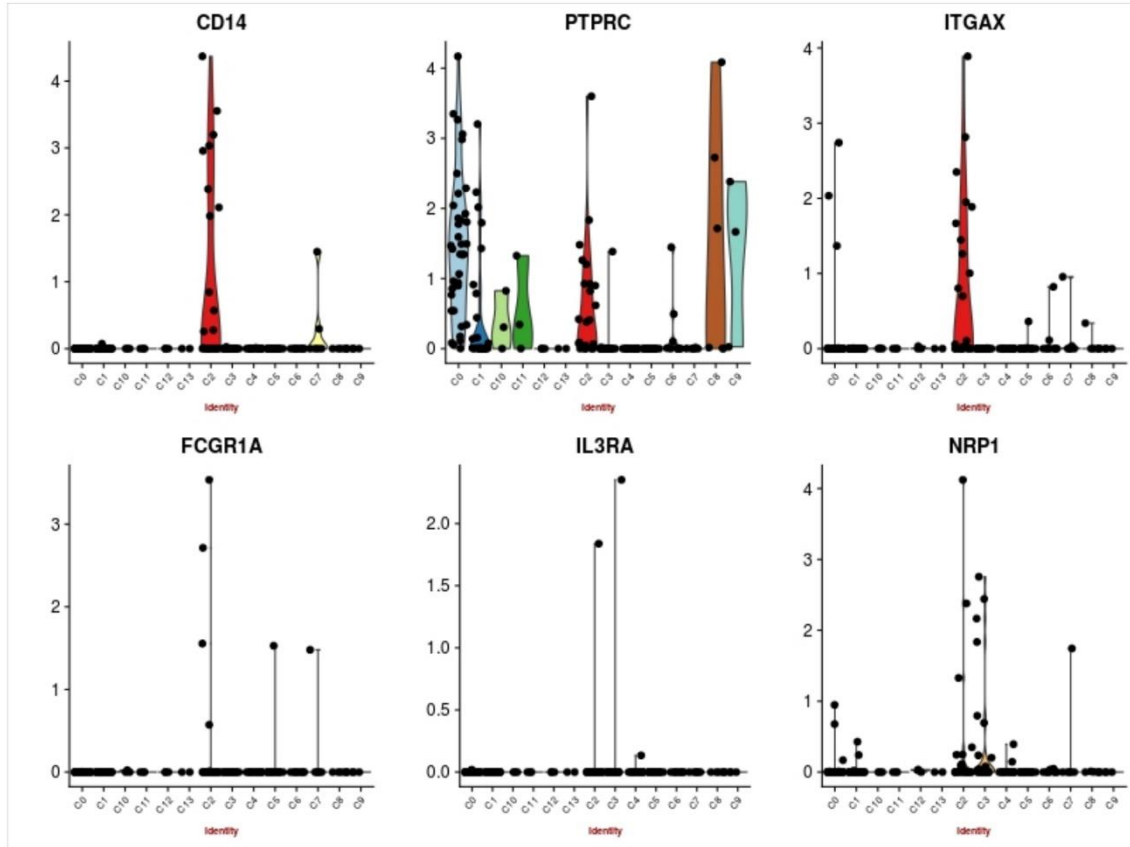 CD14 PTPRC ITGAX
4 4 4
3 3 3
2 2 2
1 1 1
0 0 0
C0 C1 C10 C11 C12 C13 C2 C3 C4 C5 C6 C7 C8 C9 C0 C1 C10 C11 C12 C13 C2 C3 C4 C5 C6 C7 C8 C9 C0 C1 C10 C11 C12 C13 C2 C3 C4 C5 C6 C7 C8 C9
Identity Identity Identity
FCGR1A IL3RA NRP1
3 2.0 4
2 1.5 3
1 1.0 2
0 0.5 1
0.0 0
C0 C1 C10 C11 C12 C13 C2 C3 C4 C5 C6 C7 C8 C9 C0 C1 C10 C11 C12 C13 C2 C3 C4 C5 C6 C7 C8 C9 C0 C1 C10 C11 C12 C13 C2 C3 C4 C5 C6 C7 C8 C9
Identity Identity Identity